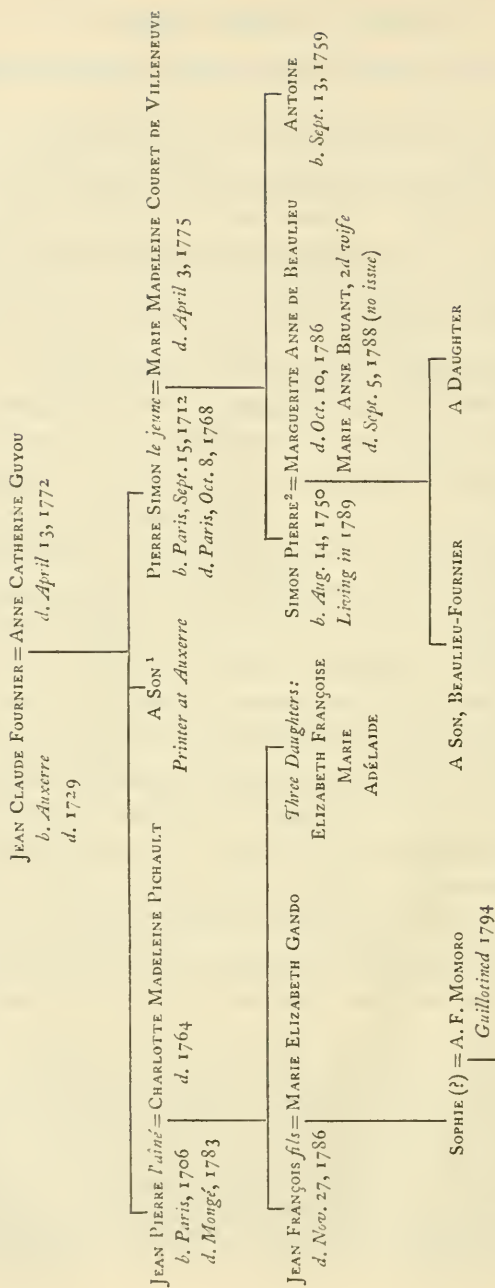 JEAN CLAUDE FOURNIER = ANNE CATHERINE GUYOU
b. Auxerre
d. 1729
d. April 13, 1772
JEAN PIERRE l'aîné = CHARLOTTE MADELEINE PICHAULT
b. Paris, 1706
d. Mongé, 1783
d. 1764
A SON¹
Printer at Auxerre
PIERRE SIMON le jeune = MARIE MADELEINE COURET DE VILLENEUVE
b. Paris, Sept. 15, 1712
d. Paris, Oct. 8, 1768
d. April 3, 1775
JEAN FRANÇOIS fils = MARIE ELIZABETH GANDO
d. Nov. 27, 1786
Three Daughters:
ELIZABETH FRANÇOISE
MARIE
ADÉLAIDE
SIMON PIERRE² = MARGUERITE ANNE DE BEAULIEU
b. Aug. 14, 1750
Living in 1789
d. Oct. 10, 1786
MARIE ANNE BRUANT, 2d wife
d. Sept. 5, 1788 (no issue)
ANTOINE
b. Sept. 13, 1759
SOPHIE (?) = A. F. MOMORO
Guillotined 1794
A SON, BEAULIEU-FOURNIER
A DAUGHTER